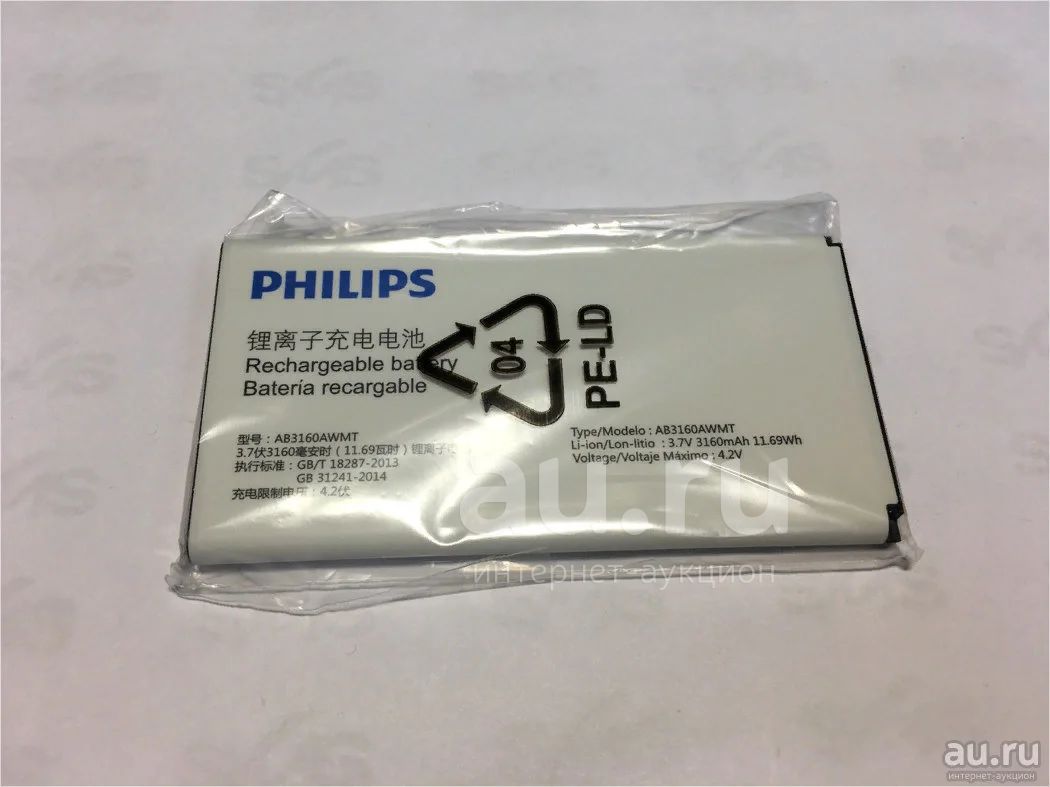 PHILIPS
锂离子充电电池
Rechargeable battery
Batería recargable
04
PE-LD
型号：AB3160AWMT
3.7伏3160毫安时（11.69瓦时）锂离子
执行标准：GB/T 18287-2013
GB 31241-2014
充电限制电压：4.2伏
Type/Modelo : AB3160AWMT
Li-ion/Lon-litio : 3.7V 3160mAh 11.69Wh
Voltage/Voltaje Máximo : 4.2V
au.ru
интернет-аукцион
au.ru
интернет-аукцион